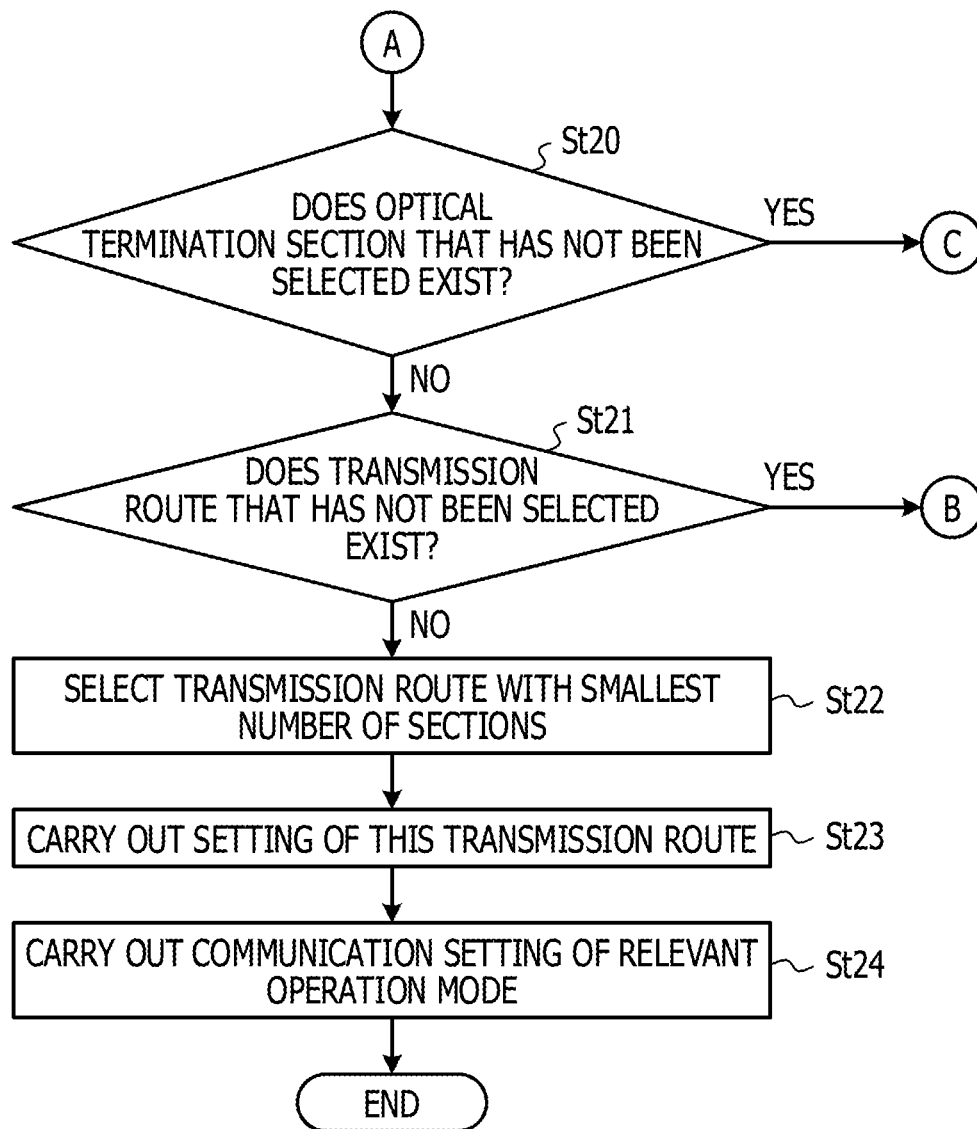 A
St20
DOES OPTICAL
TERMINATION SECTION THAT HAS NOT BEEN
SELECTED EXIST?
YES
C
NO
St21
DOES TRANSMISSION
ROUTE THAT HAS NOT BEEN SELECTED
EXIST?
YES
B
NO
SELECT TRANSMISSION ROUTE WITH SMALLEST
NUMBER OF SECTIONS
St22
CARRY OUT SETTING OF THIS TRANSMISSION ROUTE
St23
CARRY OUT COMMUNICATION SETTING OF RELEVANT
OPERATION MODE
St24
END